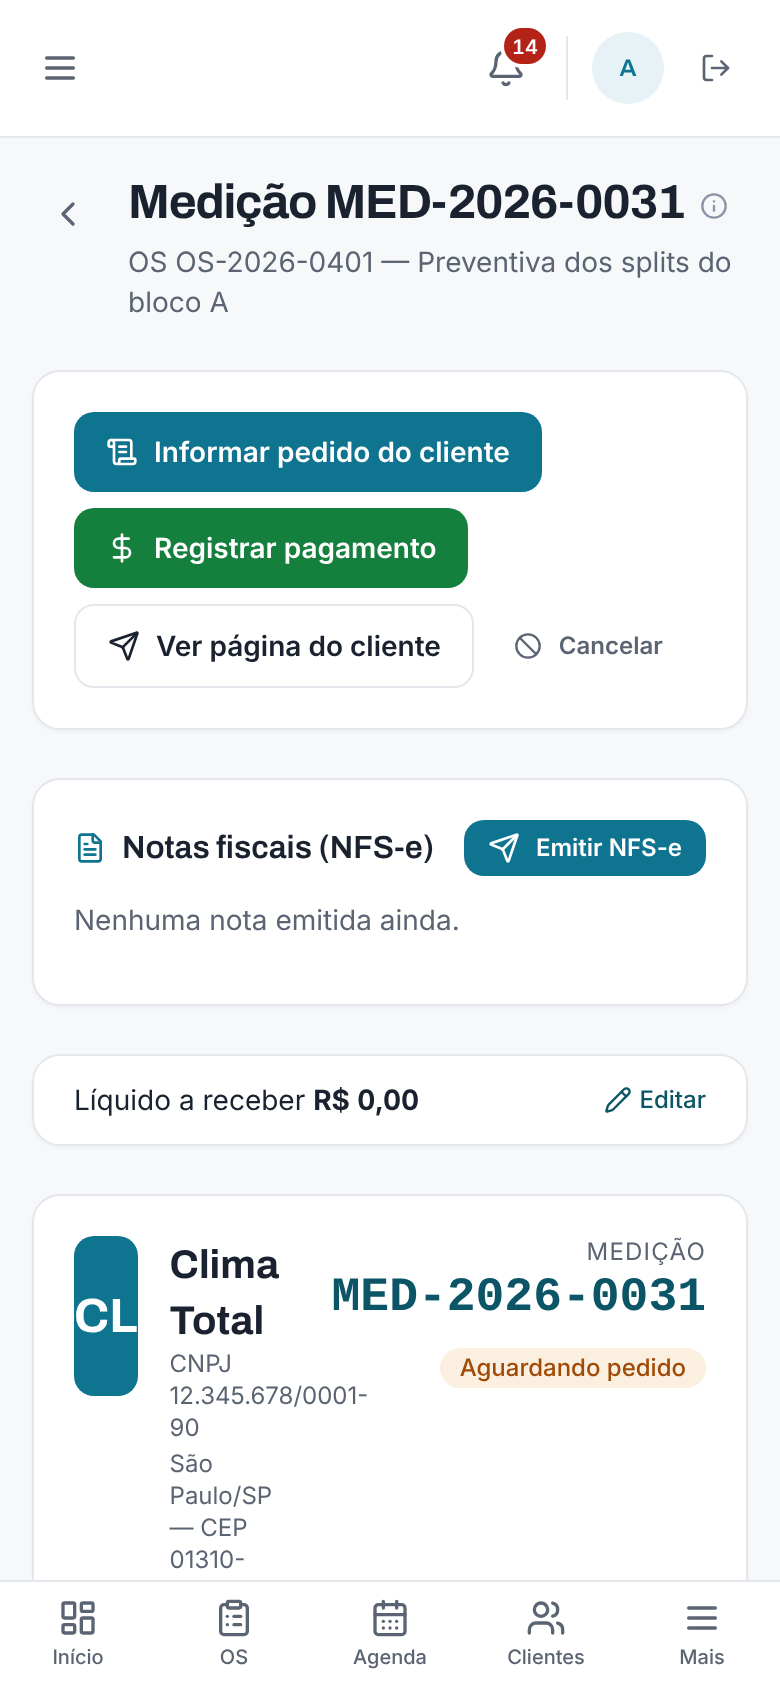 14
A
Medição MED-2026-0031
OS OS-2026-0401 — Preventiva dos splits do
bloco A
Informar pedido do cliente
Registrar pagamento
Ver página do cliente
Cancelar
Notas fiscais (NFS-e)
Emitir NFS-e
Nenhuma nota emitida ainda.
Líquido a receber R$ 0,00
Editar
CL
Clima
Total
CNPJ
12.345.678/0001-
90
São
Paulo/SP
— CEP
01310-
MEDIÇÃO
MED-2026-0031
Aguardando pedido
Início
OS
Agenda
Clientes
Mais